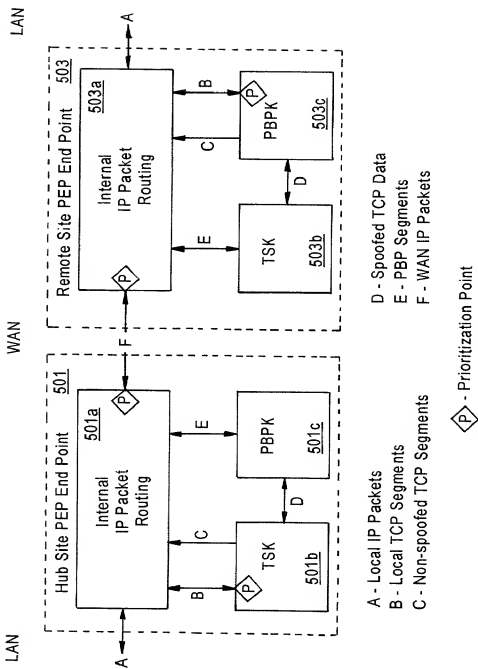 LAN
WAN
LAN
Hub Site PEP End Point
501
Remote Site PEP End Point
503
A
501a
Internal
IP Packet
Routing
P
F
P
503a
Internal
IP Packet
Routing
A
B
C
E
E
C
B
P
TSK
501b
D
PBPK
501c
TSK
503b
D
P
PBPK
503c
A - Local IP Packets
B - Local TCP Segments
C - Non-spoofed TCP Segments
D - Spoofed TCP Data
E - PBP Segments
F - WAN IP Packets
P - Prioritization Point